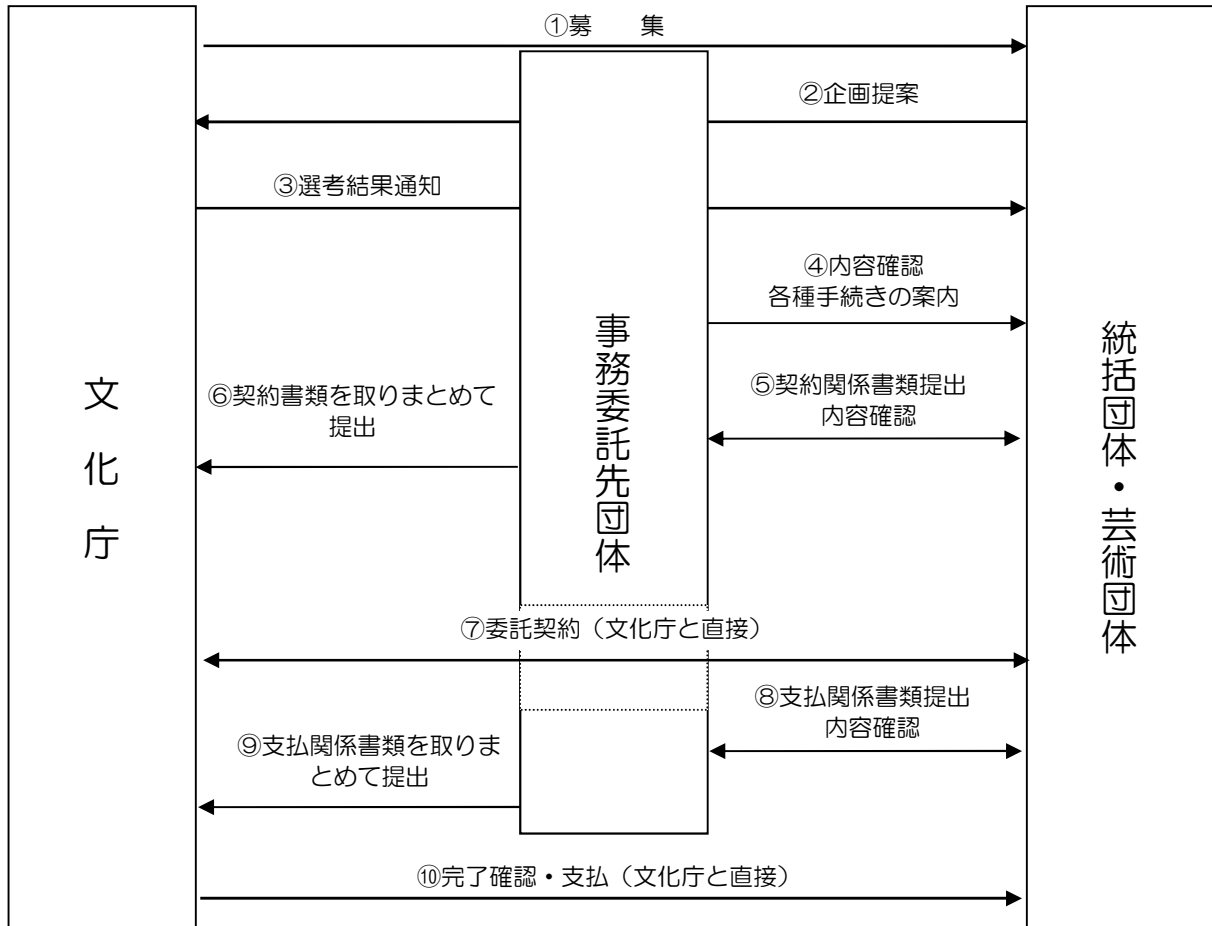 ①募　　集
②企画提案
③選考結果通知
④内容確認
各種手続きの案内
文化庁
事務委託先団体
統括団体・芸術団体
⑤契約関係書類提出
内容確認
⑥契約書類を取りまとめて
提出
⑦委託契約（文化庁と直接）
⑧支払関係書類提出
内容確認
⑨支払関係書類を取りま
とめて提出
⑩完了確認・支払（文化庁と直接）